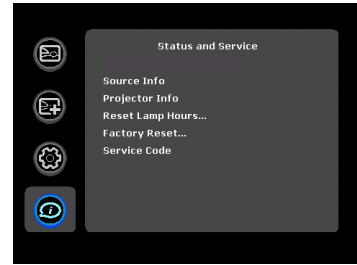 Status and Service
Source Info
Projector Info
Reset Lamp Hours...
Factory Reset...
Service Code